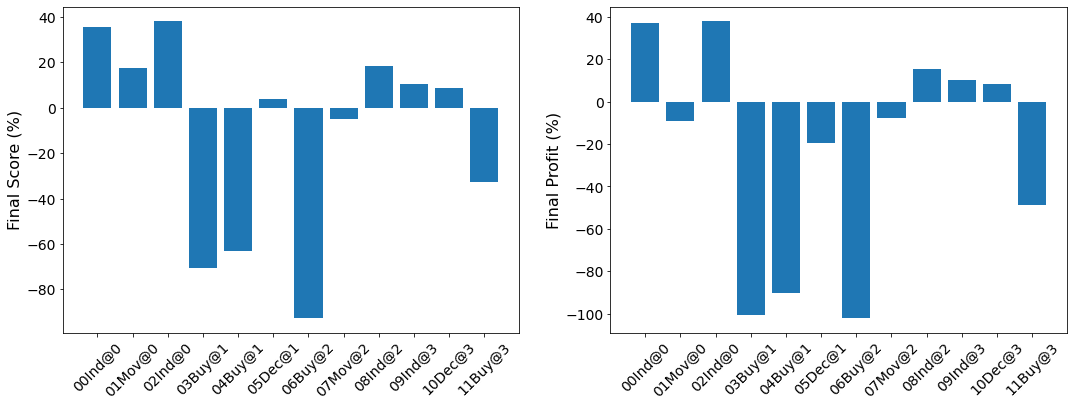 Final Score (%)
40
20
0
−20
−40
−60
−80
00Ind@0
01Mov@0
02Ind@0
03Buy@1
04Buy@1
05Dec@1
06Buy@2
07Mov@2
08Ind@2
09Ind@3
10Dec@3
11Buy@3
Final Profit (%)
40
20
0
−20
−40
−60
−80
−100
00Ind@0
01Mov@0
02Ind@0
03Buy@1
04Buy@1
05Dec@1
06Buy@2
07Mov@2
08Ind@2
09Ind@3
10Dec@3
11Buy@3